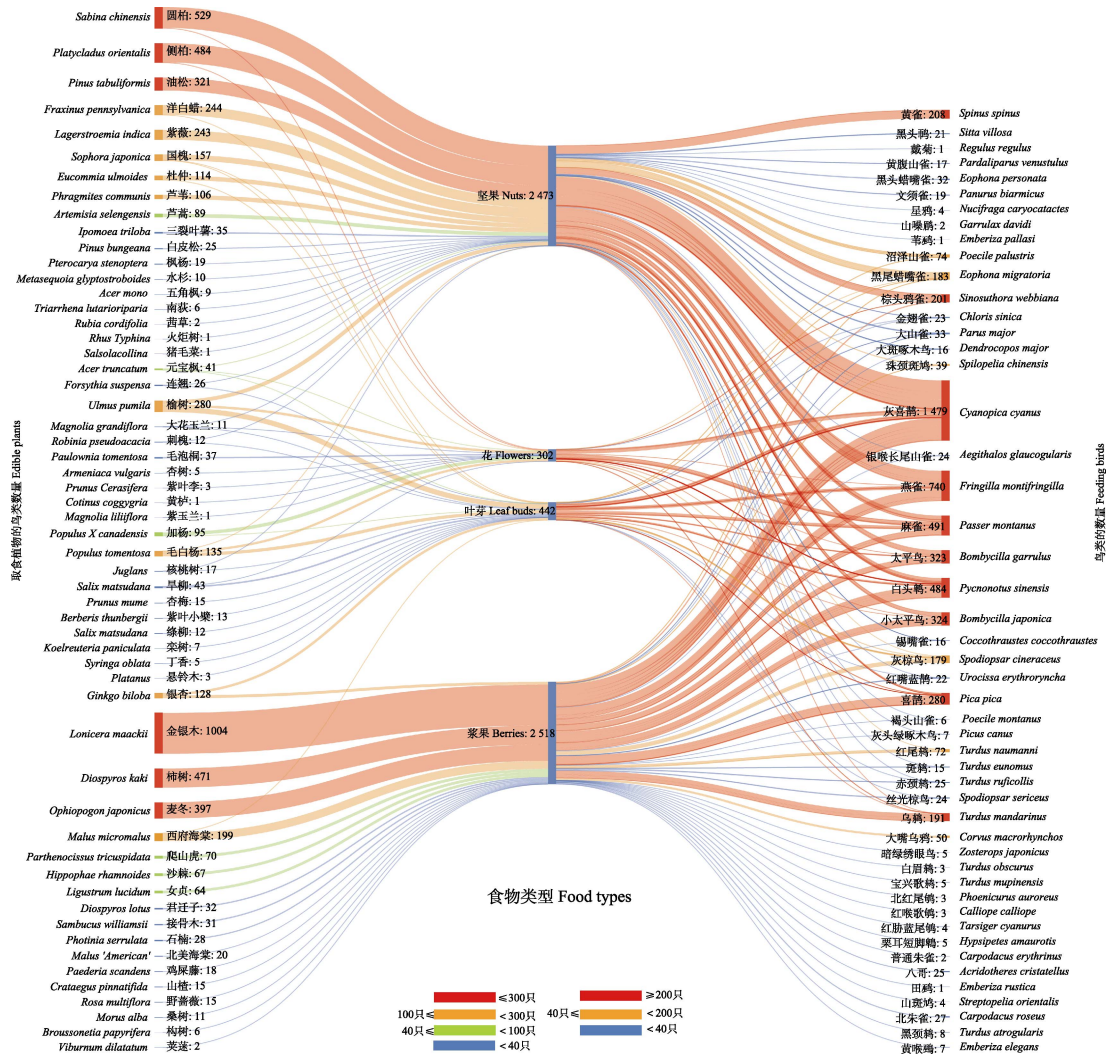 Sabina chinensis 圆柏: 529
Platycladus orientalis 侧柏: 484
Pinus tabuliformis 油松: 321
Fraxinus pennsylvanica 洋白蜡: 244
Lagerstroemia indica 紫薇: 243
Sophora japonica 国槐: 157
Eucommia ulmoides 杜仲: 114
Phragmites communis 芦苇: 106
Artemisia selengensis 芦蒿: 89
Ipomoea triloba 三裂叶薯: 35
Pinus bungeana 白皮松: 25
Pterocarya stenoptera 枫杨: 19
Metasequoia glyptostroboides 水杉: 10
Acer mono 五角枫: 9
Triarrhena lutarioriparia 南荻: 6
Rubia cordifolia 茜草: 2
Rhus Typhina 火炬树: 1
Salsolacollina 猪毛菜: 1
Acer truncatum 元宝枫: 41
Forsythia suspensa 连翘: 26
Ulmus pumila 榆树: 280
Magnolia grandiflora 大花玉兰: 11
Robinia pseudoacacia 刺槐: 12
Paulownia tomentosa 毛泡桐: 37
Armeniaca vulgaris 杏树: 5
Prunus Cerasifera 紫叶李: 3
Cotinus coggygria 黄栌: 1
Magnolia liliflora 紫玉兰: 1
Populus X canadensis 加杨: 95
Populus tomentosa 毛白杨: 135
Juglans 核桃树: 17
Salix matsudana 旱柳: 43
Prunus mume 杏梅: 15
Berberis thunbergii 紫叶小檗: 13
Salix matsudana 绦柳: 12
Koelreuteria paniculata 栾树: 7
Syringa oblata 丁香: 5
Platanus 悬铃木: 3
Ginkgo biloba 银杏: 128
Lonicera maackii 金银木: 1004
Diospyros kaki 柿树: 471
Ophiopogon japonicus 麦冬: 397
Malus micromalus 西府海棠: 199
Parthenocissus tricuspidata 爬山虎: 70
Hippophae rhamnoides 沙棘: 67
Ligustrum lucidum 女贞: 64
Diospyros lotus 君迁子: 32
Sambucus williamsii 接骨木: 31
Photinia serrulata 石楠: 28
Malus 'American' 北美海棠: 20
Paederia scandens 鸡屎藤: 18
Crataegus pinnatifida 山楂: 15
Rosa multiflora 野蔷薇: 15
Morus alba 桑树: 11
Broussonetia papyrifera 构树: 6
Viburnum dilatatum 荚蒾: 2
取食植物的鸟类数量 Edible plants
坚果 Nuts: 2 473
花 Flowers: 302
叶芽 Leaf buds: 442
浆果 Berries: 2 518
食物类型 Food types
黄雀: 208 Spinus spinus
黑头䴓: 21 Sitta villosa
戴菊: 1 Regulus regulus
黄腹山雀: 17 Pardaliparus venustulus
黑头蜡嘴雀: 32 Eophona personata
文须雀: 19 Panurus biarmicus
星鸦: 4 Nucifraga caryocatactes
山噪鹛: 2 Garrulax davidi
苇鹀: 1 Emberiza pallasi
沼泽山雀: 74 Poecile palustris
黑尾蜡嘴雀: 183 Eophona migratoria
棕头鸦雀: 201 Sinosuthora webbiana
金翅雀: 23 Chloris sinica
大山雀: 33 Parus major
大斑啄木鸟: 16 Dendrocopos major
珠颈斑鸠: 39 Spilopelia chinensis
灰喜鹊: 1 479 Cyanopica cyanus
银喉长尾山雀: 24 Aegithalos glaucogularis
燕雀: 740 Fringilla montifringilla
麻雀: 491 Passer montanus
太平鸟: 323 Bombycilla garrulus
白头鹎: 484 Pycnonotus sinensis
小太平鸟: 324 Bombycilla japonica
锡嘴雀: 16 Coccothraustes coccothraustes
灰椋鸟: 179 Spodiopsar cineraceus
红嘴蓝鹊: 22 Urocissa erythroryncha
喜鹊: 280 Pica pica
褐头山雀: 6 Poecile montanus
灰头绿啄木鸟: 7 Picus canus
红尾鸫: 72 Turdus naumanni
斑鸫: 15 Turdus eunomus
赤颈鸫: 25 Turdus ruficollis
丝光椋鸟: 24 Spodiopsar sericeus
乌鸫: 191 Turdus mandarinus
大嘴乌鸦: 50 Corvus macrorhynchos
暗绿绣眼鸟: 5 Zosterops japonicus
白眉鸫: 3 Turdus obscurus
宝兴歌鸫: 5 Turdus mupinensis
北红尾鸲: 3 Phoenicurus auroreus
红喉歌鸲: 3 Calliope calliope
红胁蓝尾鸲: 4 Tarsiger cyanurus
栗耳短脚鹎: 5 Hypsipetes amaurotis
普通朱雀: 2 Carpodacus erythrinus
八哥: 25 Acridotheres cristatellus
田鹀: 1 Emberiza rustica
山斑鸠: 4 Streptopelia orientalis
北朱雀: 27 Carpodacus roseus
黑颈鸫: 8 Turdus atrogularis
黄喉鹀: 7 Emberiza elegans
鸟类的数量 Feeding birds
⩽300只 ⩾200只
100只⩽ <300只 40只⩽ <200只
40只⩽ <100只 <40只
<40只